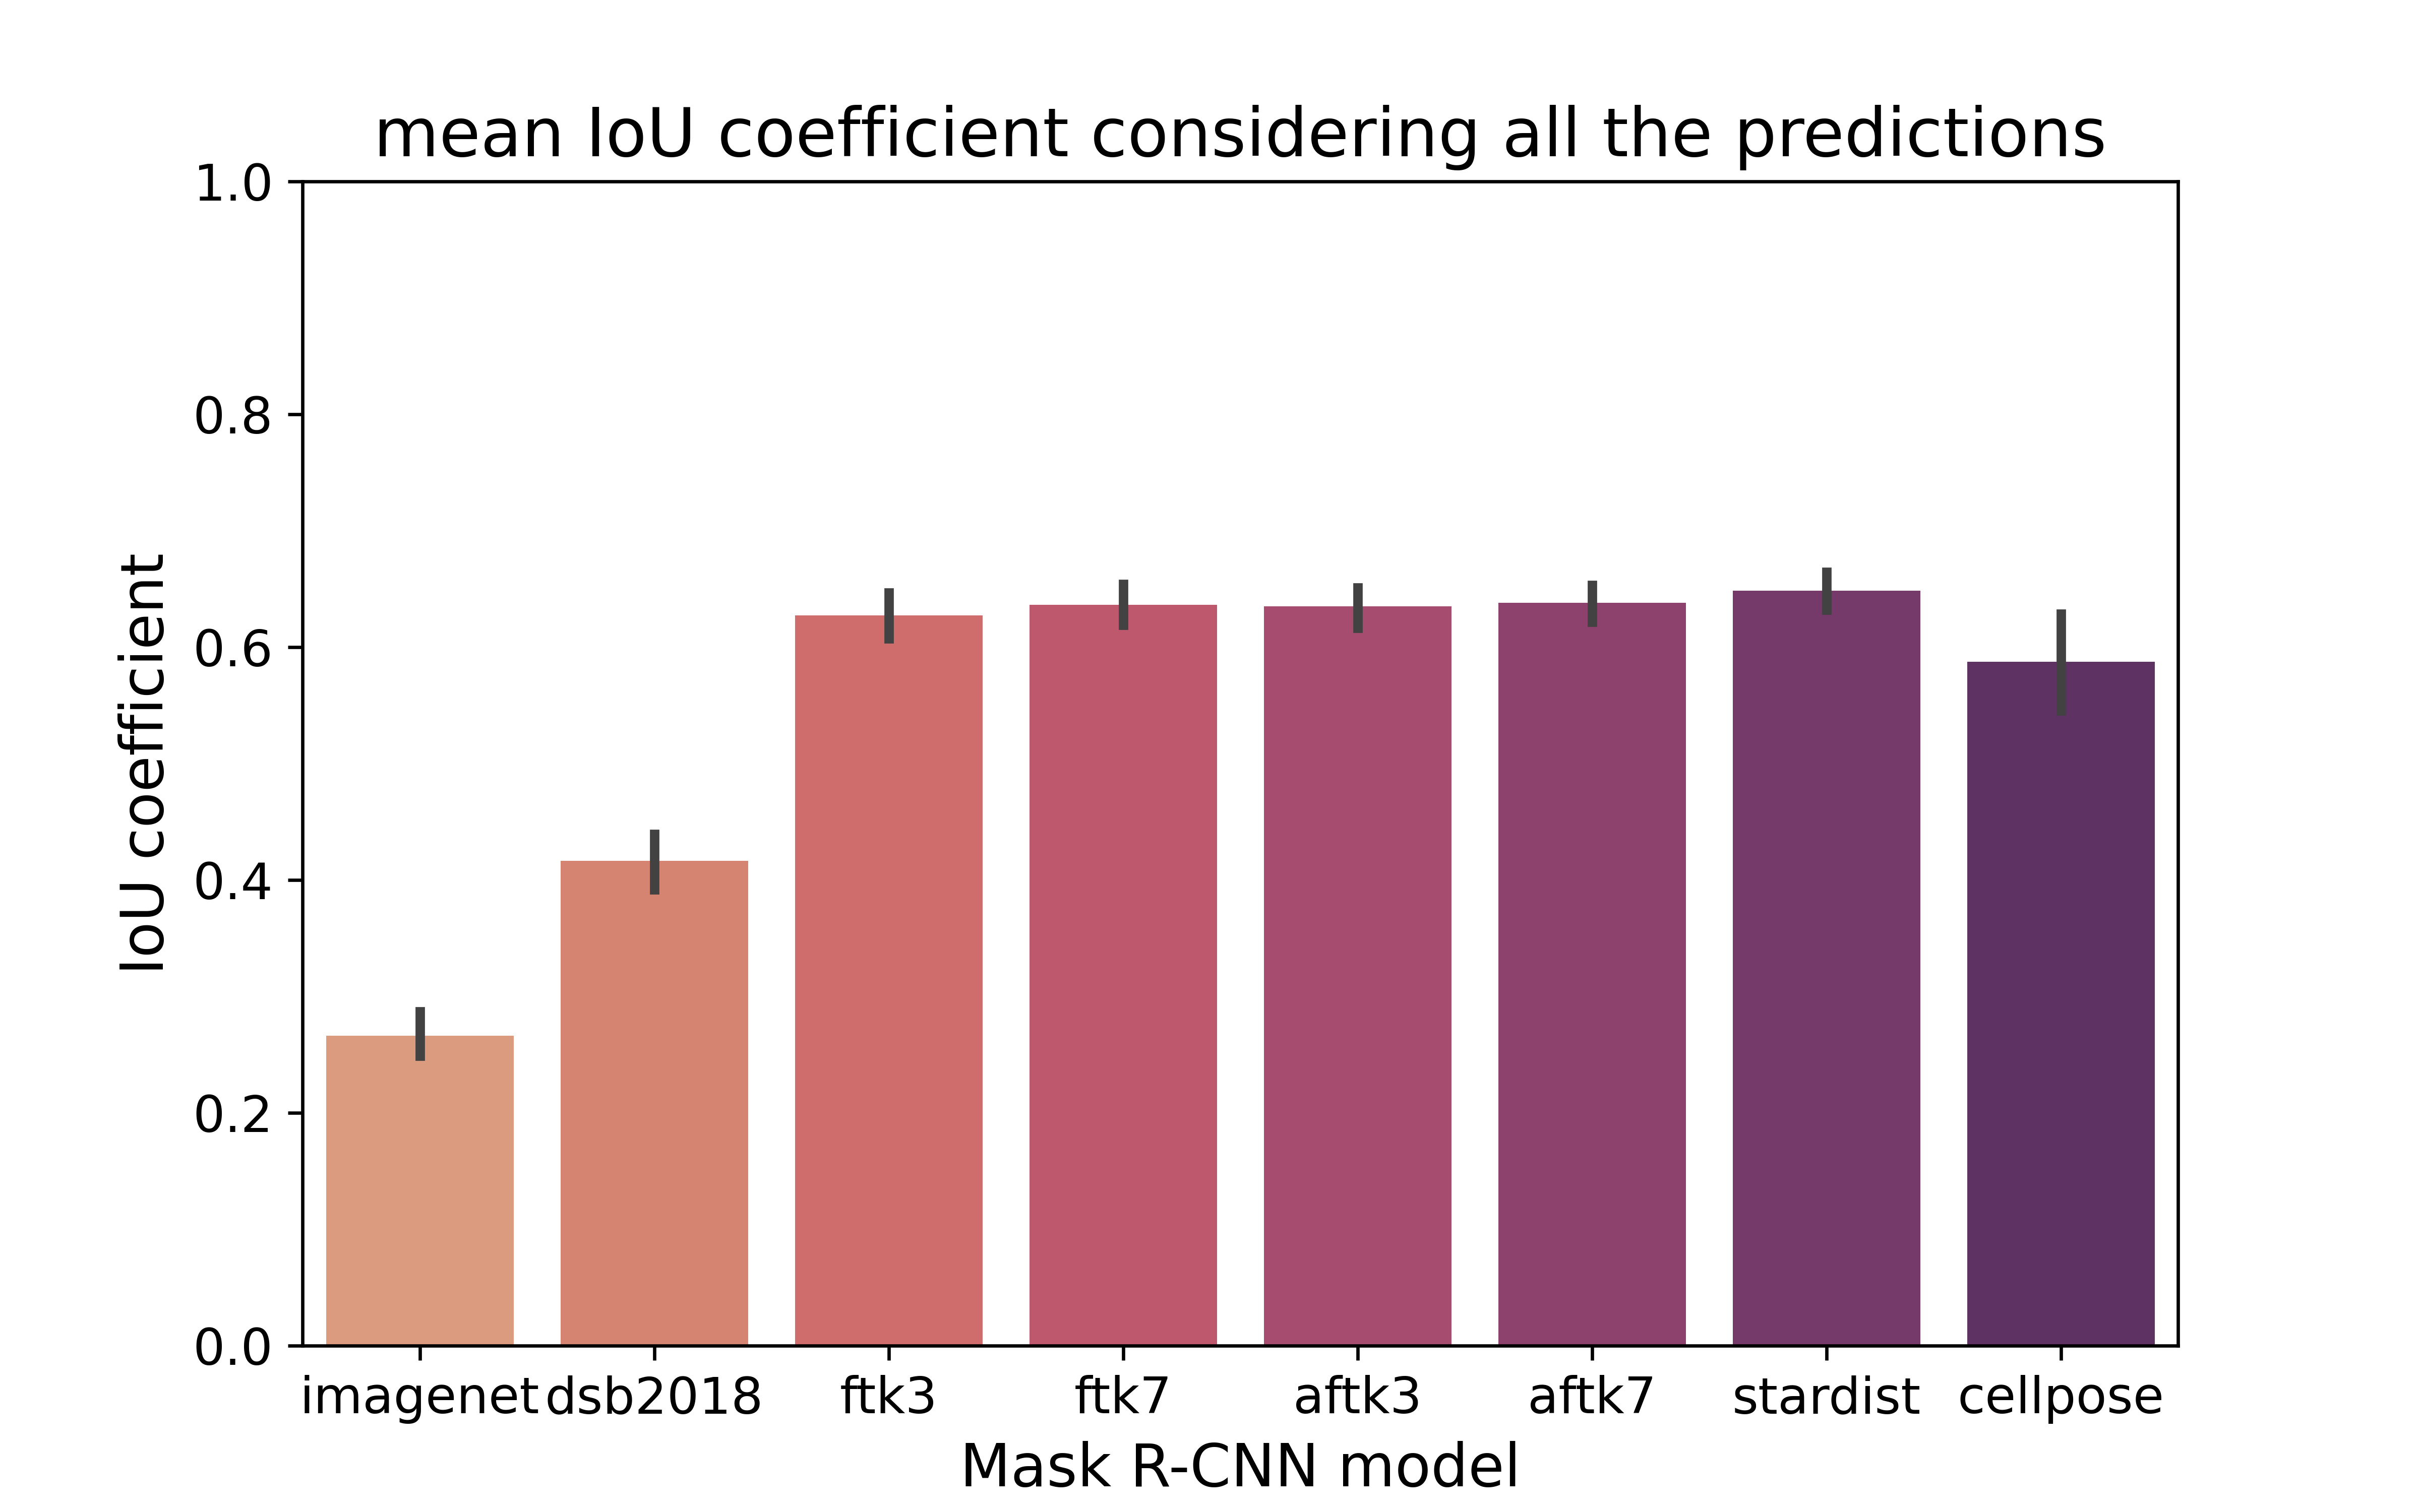 mean IoU coefficient considering all the predictions
1.0
0.8
0.6
0.4
0.2
0.0
IoU coefficient
imagenet dsb2018 ftk3 ftk7 aftk3 aftk7 stardist cellpose
Mask R-CNN model